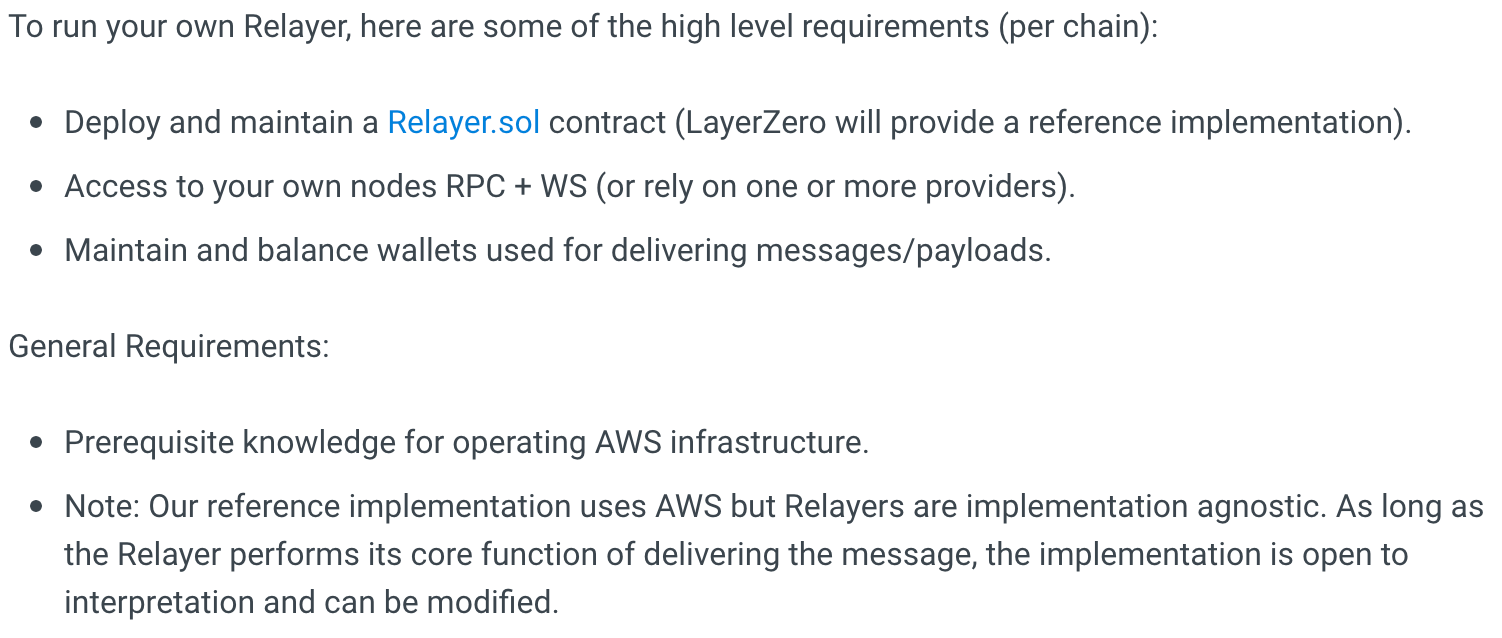 To run your own Relayer, here are some of the high level requirements (per chain):
• Deploy and maintain a Relayer.sol contract (LayerZero will provide a reference implementation).
• Access to your own nodes RPC + WS (or rely on one or more providers).
• Maintain and balance wallets used for delivering messages/payloads.
General Requirements:
• Prerequisite knowledge for operating AWS infrastructure.
• Note: Our reference implementation uses AWS but Relayers are implementation agnostic. As long as
the Relayer performs its core function of delivering the message, the implementation is open to
interpretation and can be modified.